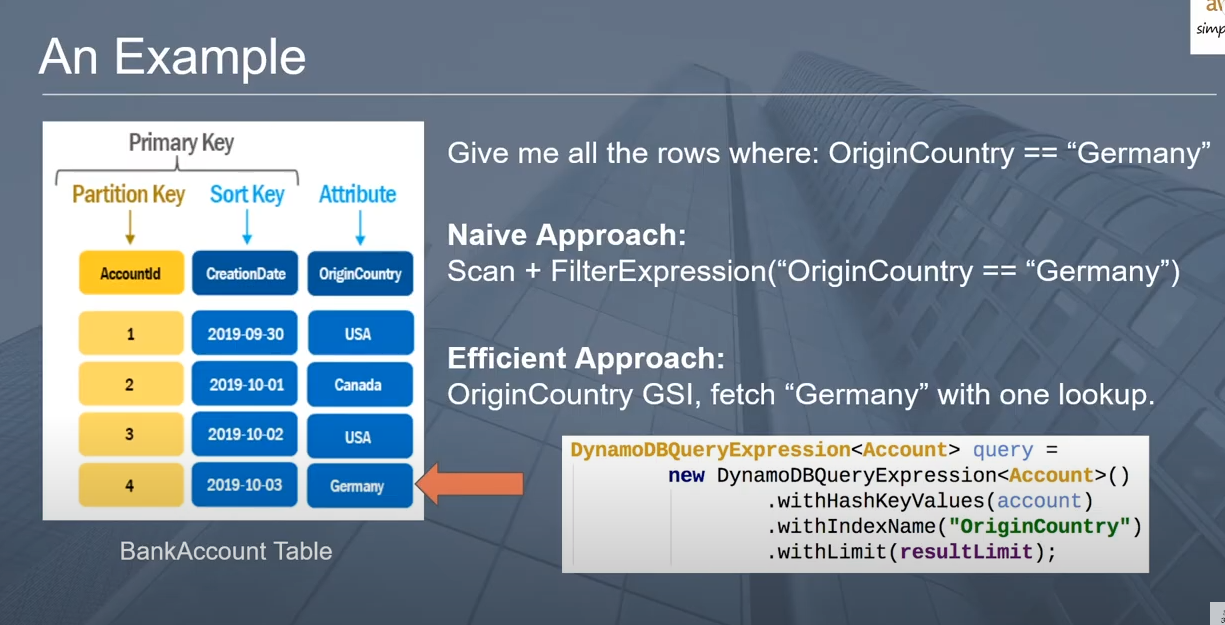 An Example
Primary Key
Partition Key Sort Key Attribute
AccountId CreationDate OriginCountry
1 2019-09-30 USA
2 2019-10-01 Canada
3 2019-10-02 USA
4 2019-10-03 Germany
BankAccount Table
Give me all the rows where: OriginCountry == “Germany”
Naive Approach:
Scan + FilterExpression(“OriginCountry == “Germany”)
Efficient Approach:
OriginCountry GSI, fetch “Germany” with one lookup.
DynamoDBQueryExpression<Account> query =
new DynamoDBQueryExpression<Account>()
.withHashKeyValues(account)
.withIndexName("OriginCountry")
.withLimit(resultLimit);